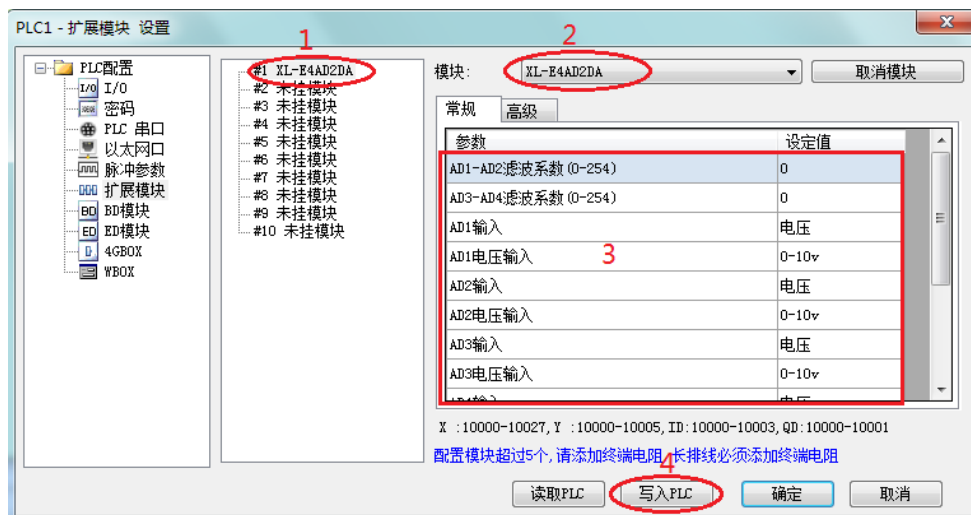 PLC1 - 扩展模块 设置
PLC配置
I/O I/O
密码
PLC 串口
以太网口
脉冲参数
扩展模块
BD BD模块
ED ED模块
4GBOX
WBOX
1
#1 XL-E4AD2DA
#2 未挂模块
#3 未挂模块
#4 未挂模块
#5 未挂模块
#6 未挂模块
#7 未挂模块
#8 未挂模块
#9 未挂模块
#10 未挂模块
2
模块: XL-E4AD2DA 取消模块
常规 高级
参数 设定值
AD1-AD2滤波系数(0-254) 0
AD3-AD4滤波系数(0-254) 0
AD1输入 电压
AD1电压输入 0-10v
3
AD2输入 电压
AD2电压输入 0-10v
AD3输入 电压
AD3电压输入 0-10v
AD4输入 电压
X :10000-10027,Y :10000-10005,ID:10000-10003,QD:10000-10001
配置模块超过5个,请添加终端电阻,长排线必须添加终端电阻
4
读取PLC 写入PLC 确定 取消